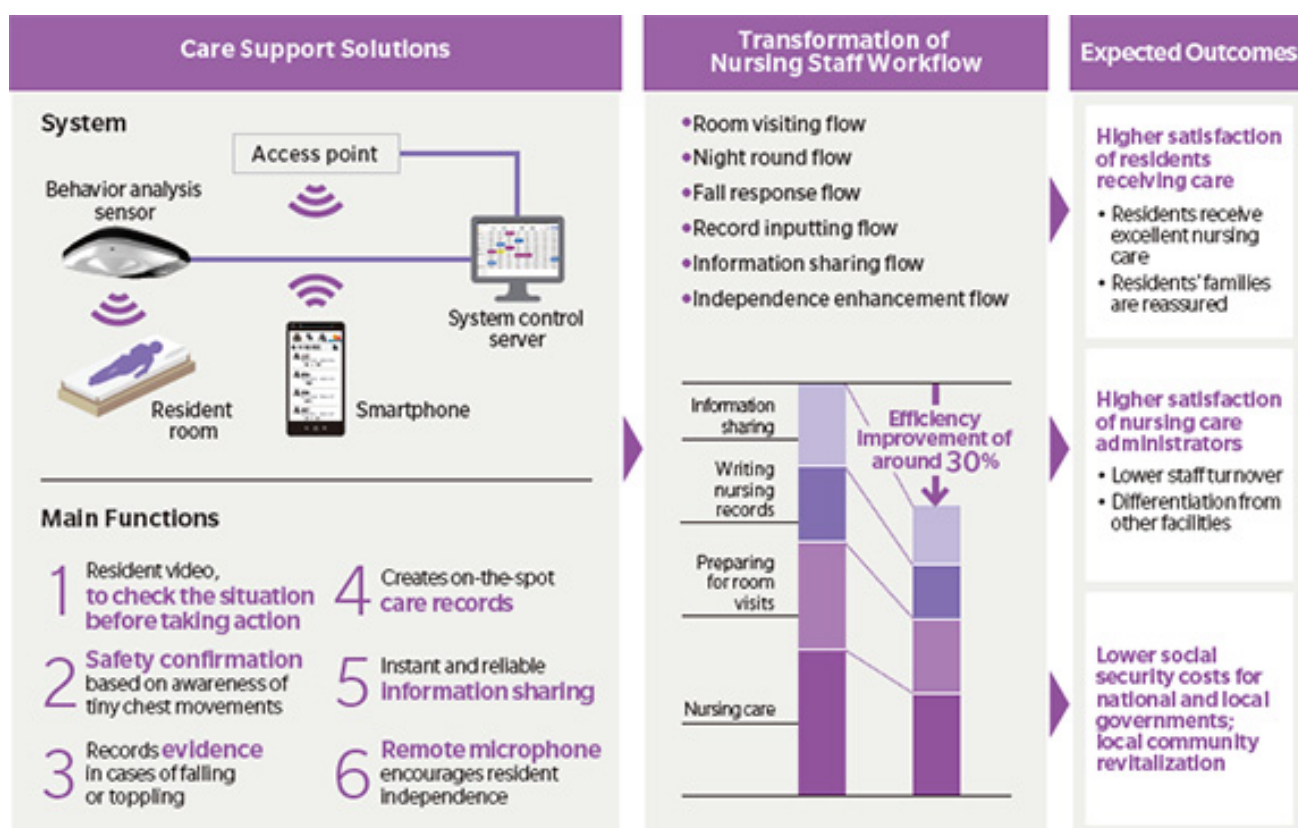 Care Support Solutions
System
Access point
Behavior analysis
sensor
System control
server
Resident
room
Smartphone
Main Functions
1 Resident video,
to check the situation
before taking action
2 Safety confirmation
based on awareness of
tiny chest movements
3 Records evidence
in cases of falling
or toppling
4 Creates on-the-spot
care records
5 Instant and reliable
information sharing
6 Remote microphone
encourages resident
independence
Transformation of
Nursing Staff Workflow
•Room visiting flow
•Night round flow
•Fall response flow
•Record inputting flow
•Information sharing flow
•Independence enhancement flow
Information
sharing
Writing
nursing
records
Preparing
for room
visits
Nursing care
Efficiency
improvement of
around 30%
Expected Outcomes
Higher satisfaction
of residents
receiving care
• Residents receive
excellent nursing
care
• Residents' families
are reassured
Higher satisfaction
of nursing care
administrators
• Lower staff turnover
• Differentiation from
other facilities
Lower social
security costs for
national and local
governments;
local community
revitalization